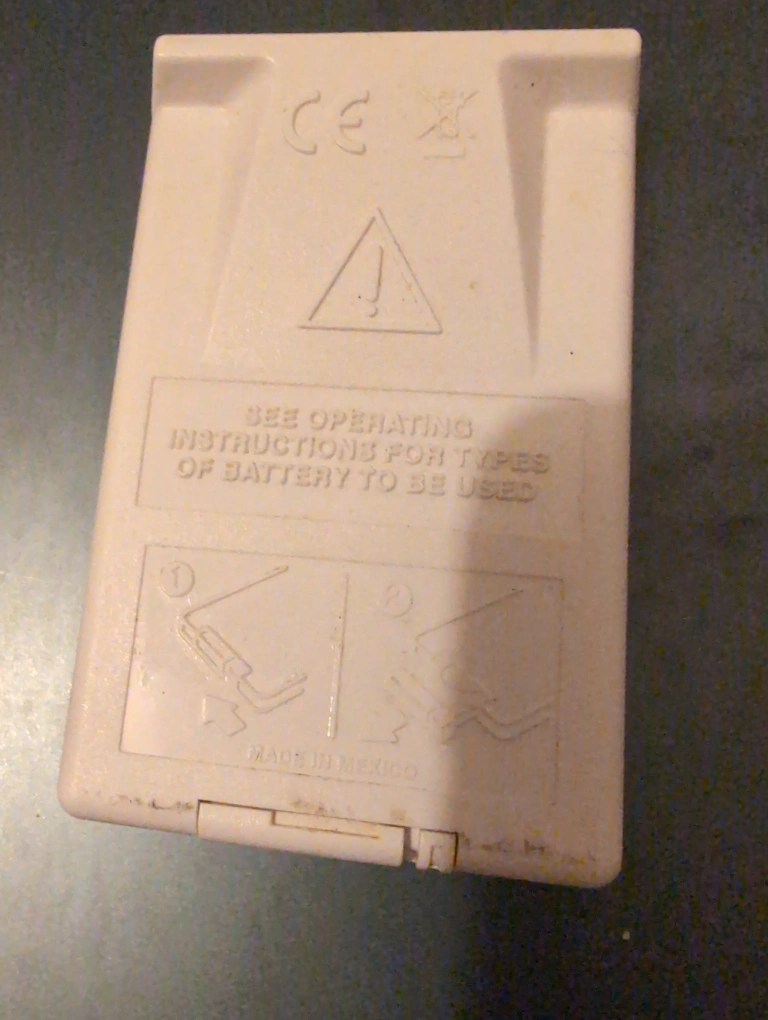 CE
SEE OPERATING
INSTRUCTIONS FOR TYPES
OF BATTERY TO BE USED
1
2
MADE IN MEXICO